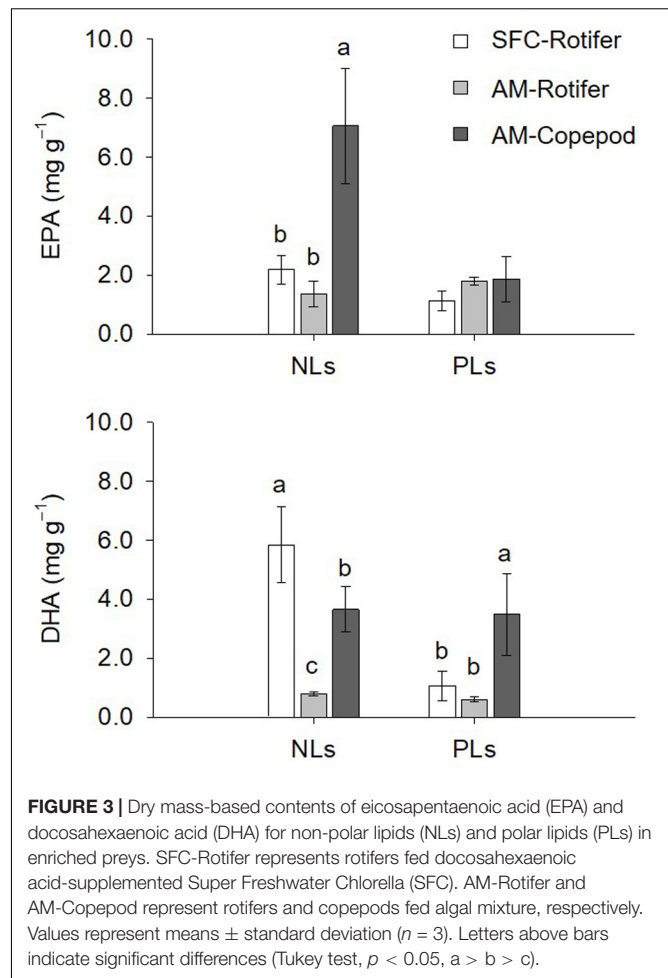 10.0
8.0
6.0
4.0
2.0
0.0
EPA (mg g⁻¹)
a
b
b
SFC-Rotifer
AM-Rotifer
AM-Copepod
NLs
PLs
10.0
8.0
6.0
4.0
2.0
0.0
DHA (mg g⁻¹)
a
b
c
a
b
b
NLs
PLs
FIGURE 3 | Dry mass-based contents of eicosapentaenoic acid (EPA) and
docosahexaenoic acid (DHA) for non-polar lipids (NLs) and polar lipids (PLs) in
enriched preys. SFC-Rotifer represents rotifers fed docosahexaenoic
acid-supplemented Super Freshwater Chlorella (SFC). AM-Rotifer and
AM-Copepod represent rotifers and copepods fed algal mixture, respectively.
Values represent means ± standard deviation (n = 3). Letters above bars
indicate significant differences (Tukey test, p < 0.05, a > b > c).